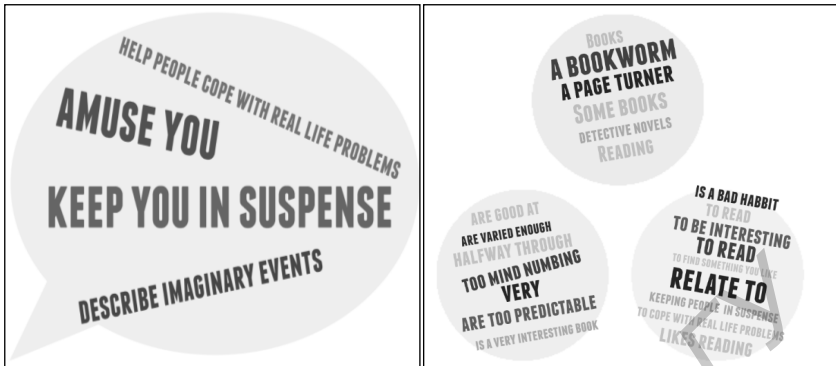 HELP PEOPLE COPE WITH REAL LIFE PROBLEMS
AMUSE YOU
KEEP YOU IN SUSPENSE
DESCRIBE IMAGINARY EVENTS
BOOKS
A BOOKWORM
A PAGE TURNER
SOME BOOKS
DETECTIVE NOVELS
READING
ARE GOOD AT
ARE VARIED ENOUGH
HALFWAY THROUGH
TOO MIND NUMBING
VERY
ARE TOO PREDICTABLE
IS A VERY INTERESTING BOOK
IS A BAD HABBIT
TO READ
TO BE INTERESTING
TO READ
TO FIND SOMETHING YOU LIKE
RELATE TO
KEEPING PEOPLE IN SUSPENSE
TO COPE WITH REAL LIFE PROBLEMS
LIKES READING